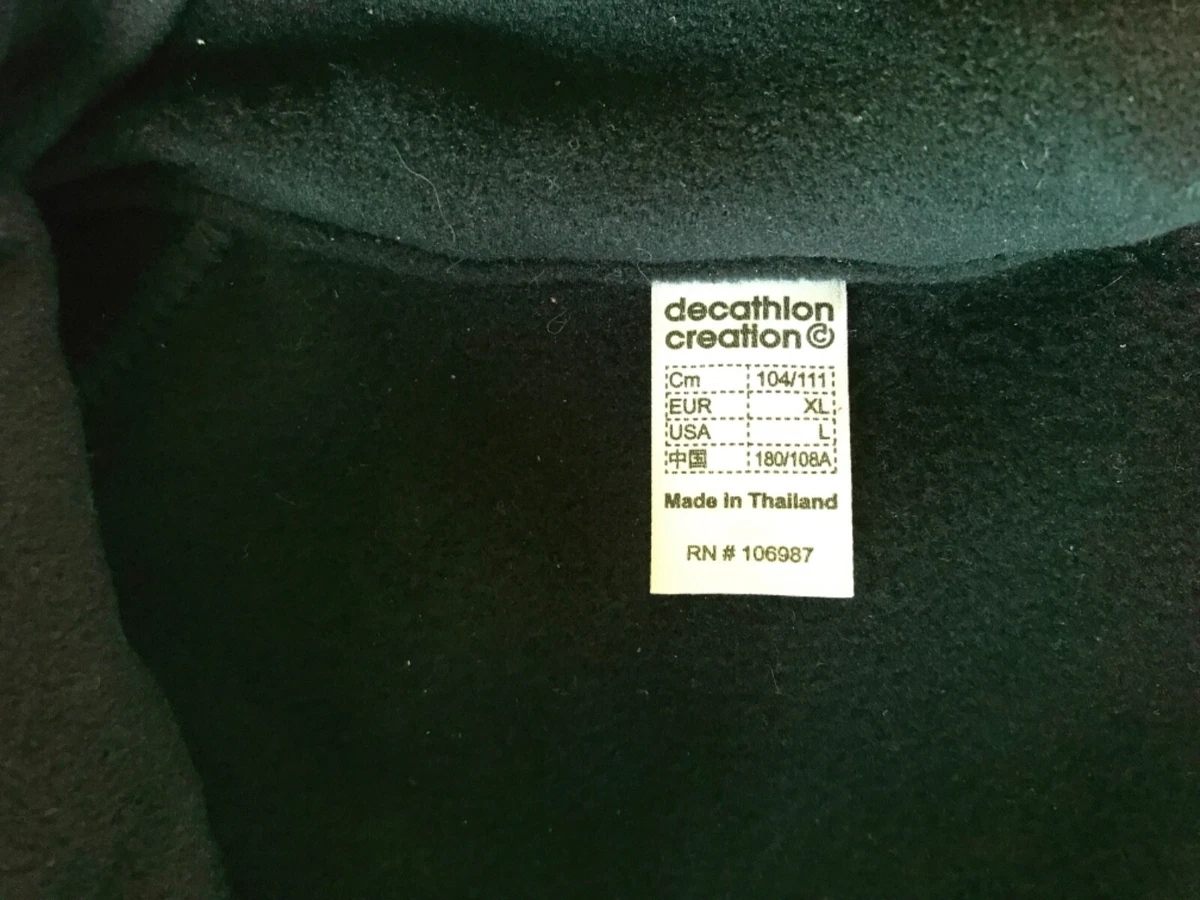 decathlon
creation©
Cm 104/111
EUR XL
USA L
中国 180/108A
Made in Thailand
RN # 106987